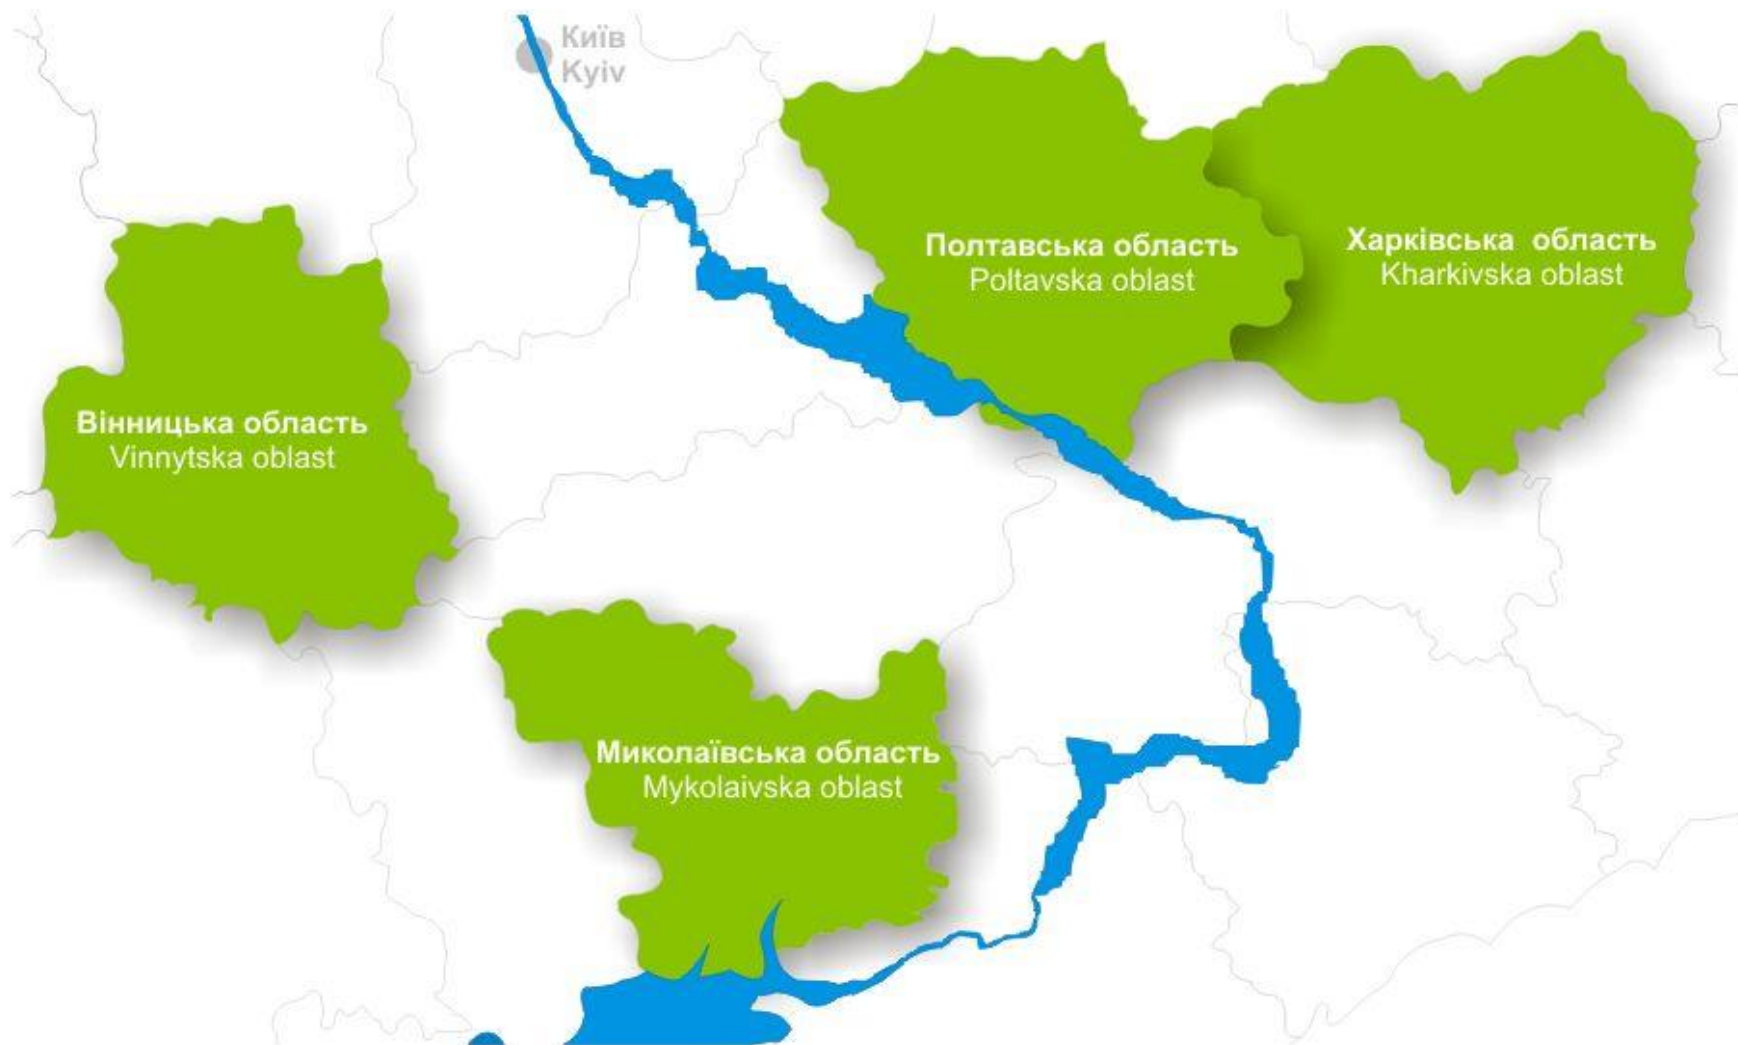 Київ
Kyiv
Полтавська область
Poltavska oblast
Харківська область
Kharkivska oblast
Вінницька область
Vinnytska oblast
Миколаївська область
Mykolaivska oblast